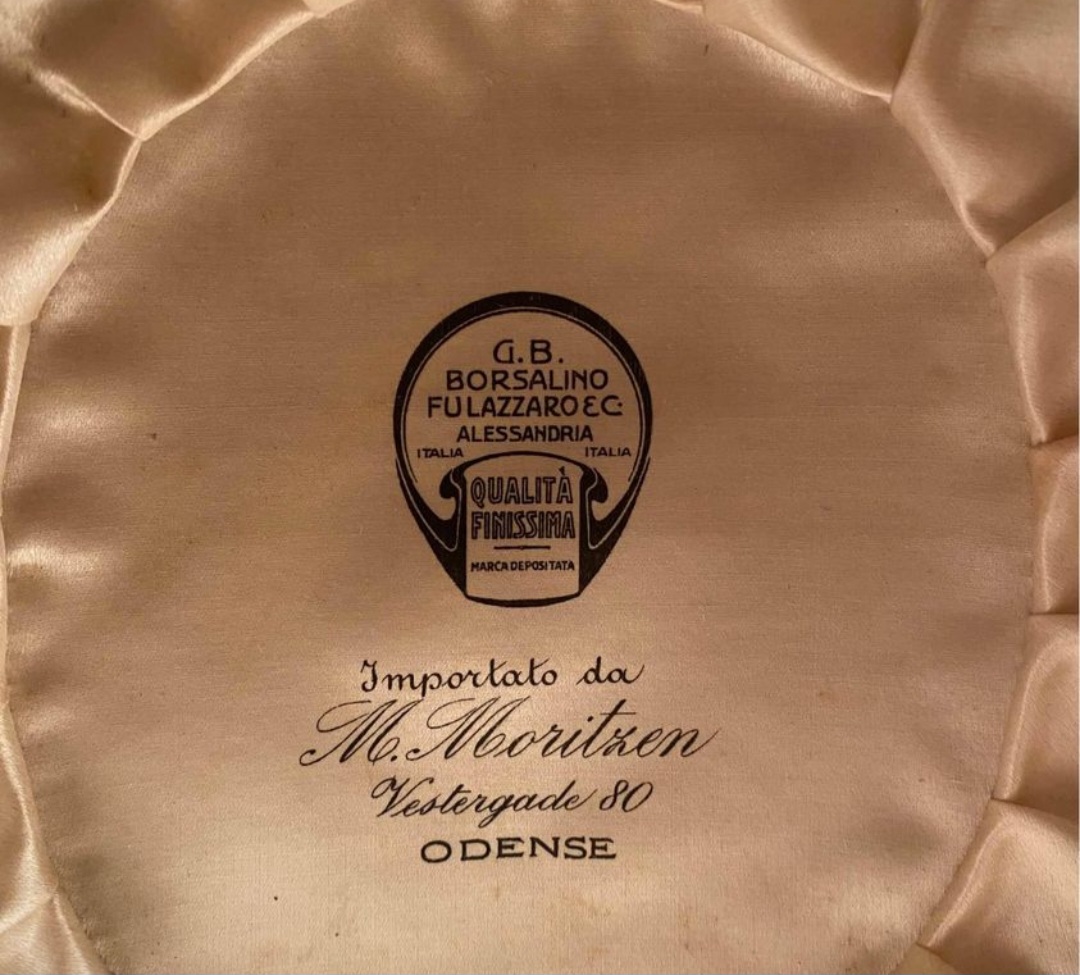 G.B.
BORSALINO
FU LAZZARO & C.
ALESSANDRIA
ITALIA ITALIA
QUALITÀ
FINISSIMA
MARCA DEPOSITATA
Importato da
M. Moritzen
Vestergade 80
ODENSE